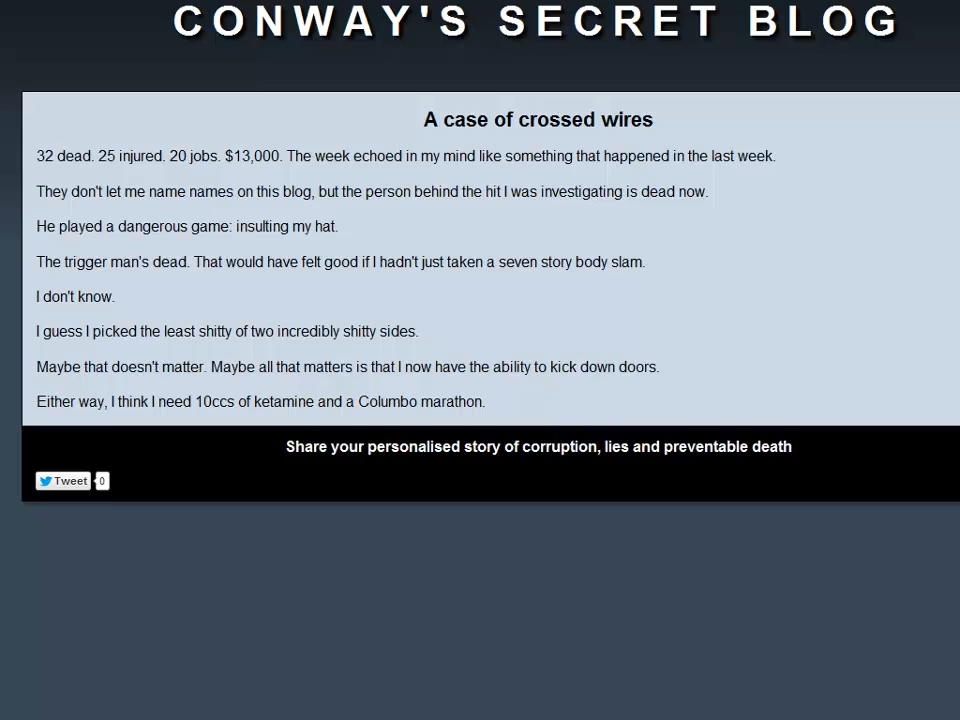 CONWAY'S SECRET BLOG
A case of crossed wires
32 dead. 25 injured. 20 jobs. $13,000. The week echoed in my mind like something that happened in the last week.
They don't let me name names on this blog, but the person behind the hit I was investigating is dead now.
He played a dangerous game: insulting my hat.
The trigger man's dead. That would have felt good if I hadn't just taken a seven story body slam.
I don't know.
I guess I picked the least shitty of two incredibly shitty sides.
Maybe that doesn't matter. Maybe all that matters is that I now have the ability to kick down doors.
Either way, I think I need 10ccs of ketamine and a Columbo marathon.
Share your personalised story of corruption, lies and preventable death
Tweet 0